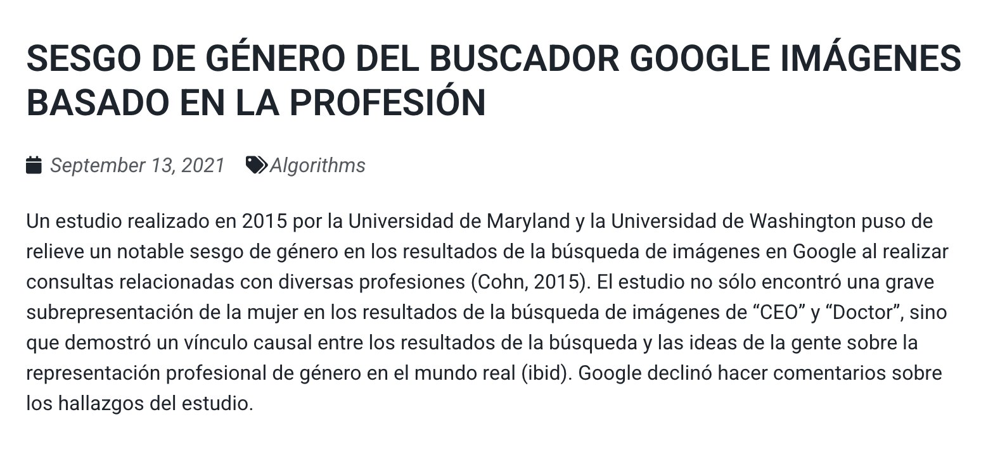 SESGO DE GÉNERO DEL BUSCADOR GOOGLE IMÁGENES
BASADO EN LA PROFESIÓN
September 13, 2021 Algorithms
Un estudio realizado en 2015 por la Universidad de Maryland y la Universidad de Washington puso de
relieve un notable sesgo de género en los resultados de la búsqueda de imágenes en Google al realizar
consultas relacionadas con diversas profesiones (Cohn, 2015). El estudio no sólo encontró una grave
subrepresentación de la mujer en los resultados de la búsqueda de imágenes de “CEO” y “Doctor”, sino
que demostró un vínculo causal entre los resultados de la búsqueda y las ideas de la gente sobre la
representación profesional de género en el mundo real (ibid). Google declinó hacer comentarios sobre
los hallazgos del estudio.